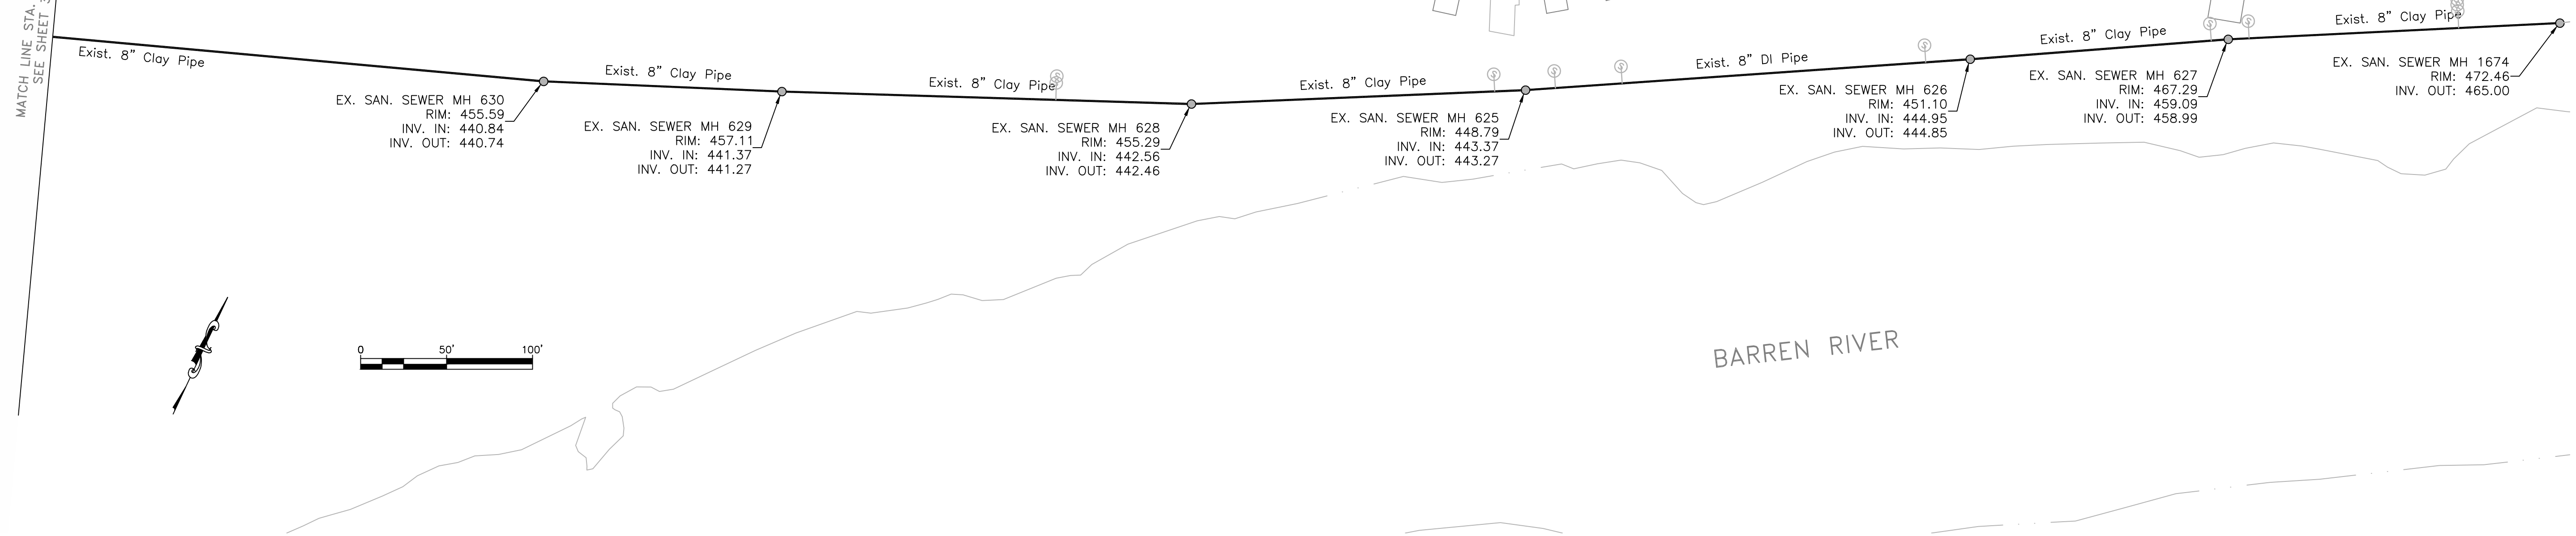 MATCH LINE STA.
SEE SHEET
Exist. 8" Clay Pipe
EX. SAN. SEWER MH 630
RIM: 455.59
INV. IN: 440.84
INV. OUT: 440.74
Exist. 8" Clay Pipe
EX. SAN. SEWER MH 629
RIM: 457.11
INV. IN: 441.37
INV. OUT: 441.27
Exist. 8" Clay Pipe
S
EX. SAN. SEWER MH 628
RIM: 455.29
INV. IN: 442.56
INV. OUT: 442.46
Exist. 8" Clay Pipe
S
EX. SAN. SEWER MH 625
RIM: 448.79
INV. IN: 443.37
INV. OUT: 443.27
S
S
Exist. 8" DI Pipe
S
EX. SAN. SEWER MH 626
RIM: 451.10
INV. IN: 444.95
INV. OUT: 444.85
Exist. 8" Clay Pipe
S
S
EX. SAN. SEWER MH 627
RIM: 467.29
INV. IN: 459.09
INV. OUT: 458.99
Exist. 8" Clay Pipe
S
EX. SAN. SEWER MH 1674
RIM: 472.46
INV. OUT: 465.00
0 50' 100'
BARREN RIVER